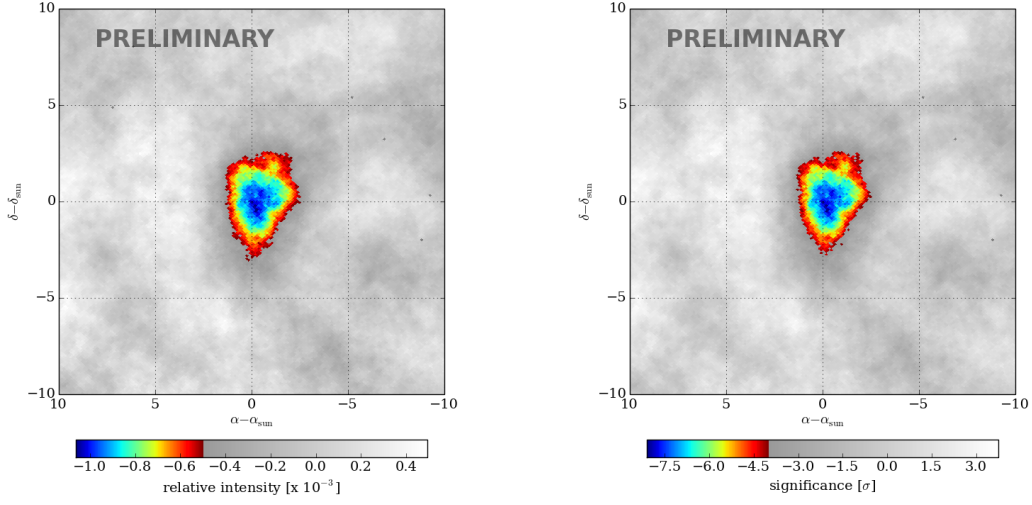 PRELIMINARY
10
5
0
−5
−10
δ−δsun
10 5 0 −5 −10
α−αsun
−1.0 −0.8 −0.6 −0.4 −0.2 0.0 0.2 0.4
relative intensity [x 10⁻³]
PRELIMINARY
10
5
0
−5
−10
δ−δsun
10 5 0 −5 −10
α−αsun
−7.5 −6.0 −4.5 −3.0 −1.5 0.0 1.5 3.0
significance [σ]